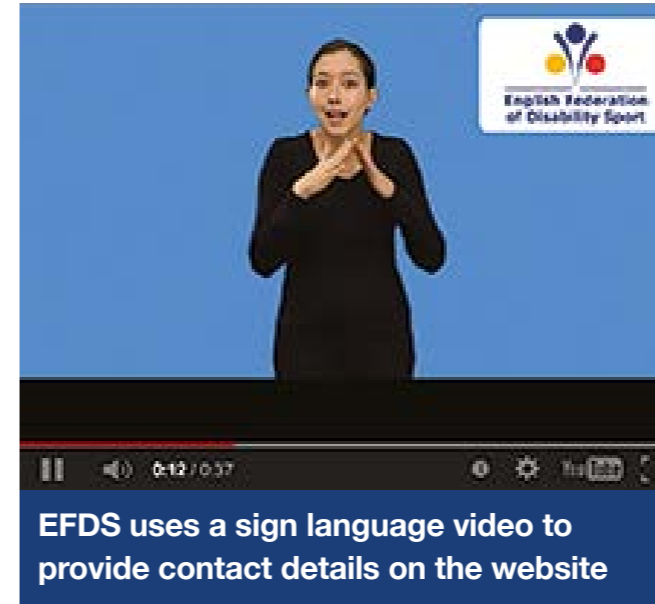 English Federation
of Disability Sport
0:12 / 0:37
YouTube
EFDS uses a sign language video to
provide contact details on the website